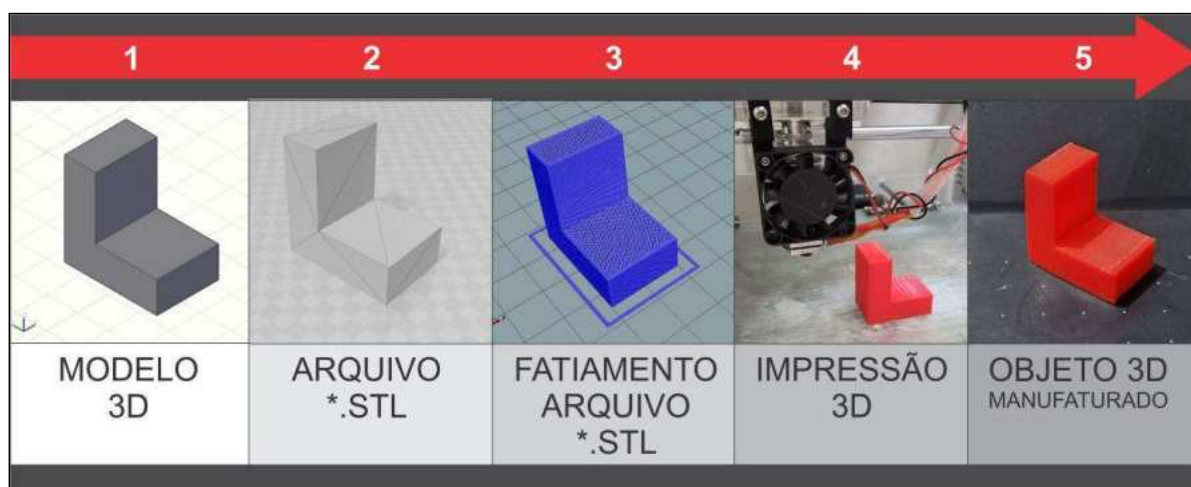 1
2
3
4
5
MODELO
3D
ARQUIVO
*.STL
FATIAMENTO
ARQUIVO
*.STL
IMPRESSÃO
3D
OBJETO 3D
MANUFATURADO